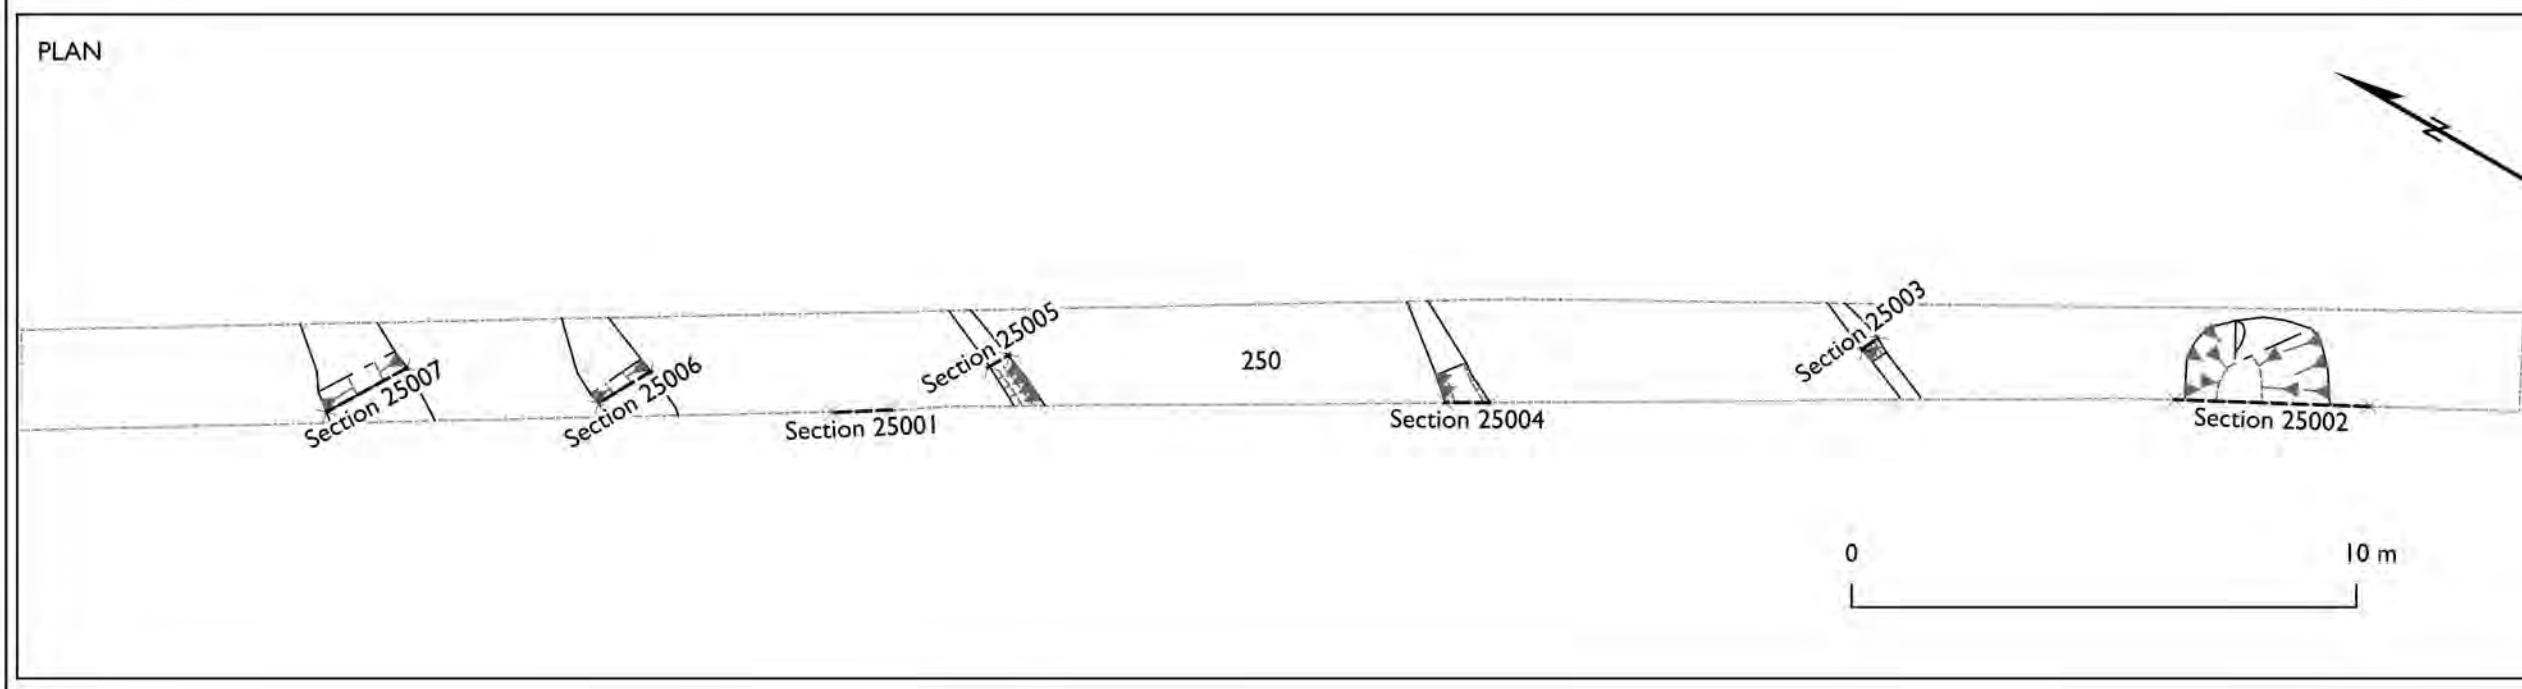 PLAN
Section 25007
Section 25006
Section 25001
Section 25005
250
Section 25004
Section 25003
Section 25002
0
10 m